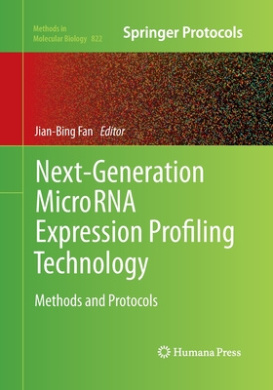 Methods in
Molecular Biology 822
Springer Protocols
Jian-Bing Fan Editor
Next-Generation
MicroRNA
Expression Profiling
Technology
Methods and Protocols
Humana Press